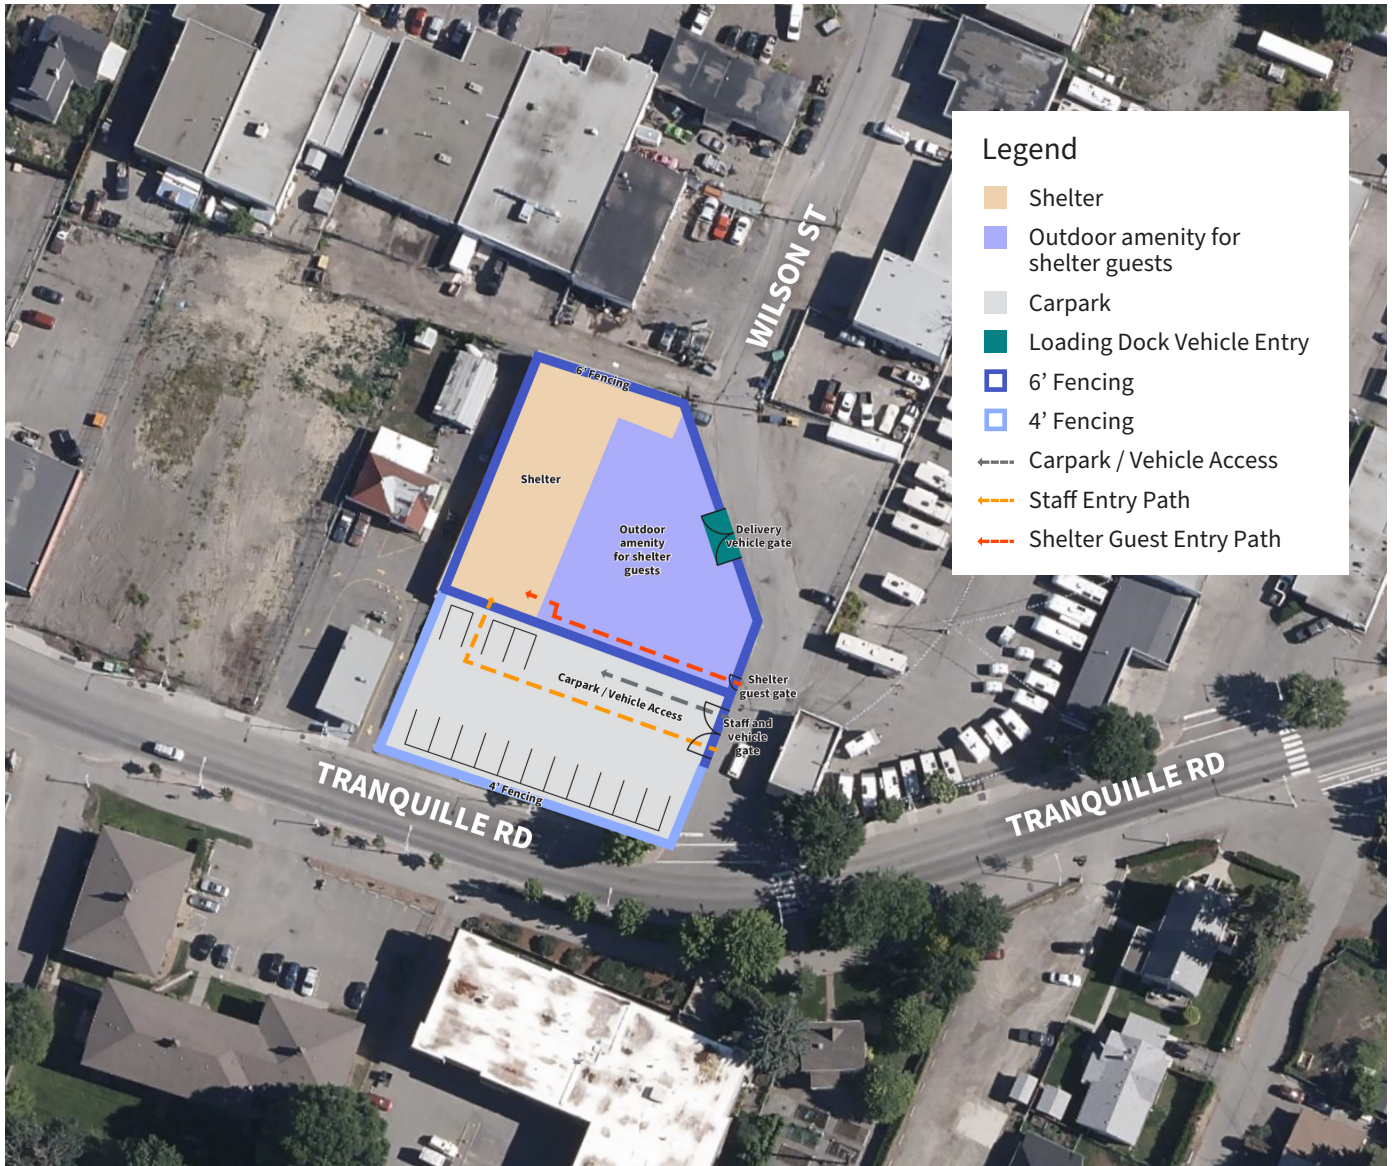 WILSON ST
Legend
Shelter
Outdoor amenity for
shelter guests
Carpark
Loading Dock Vehicle Entry
6’ Fencing
4’ Fencing
Carpark / Vehicle Access
Staff Entry Path
Shelter Guest Entry Path
6’ Fencing
Shelter
Outdoor
amenity
for shelter
guests
Delivery
vehicle gate
Shelter
guest gate
Carpark / Vehicle Access
Staff and
vehicle
gate
4’ Fencing
TRANQUILLE RD
TRANQUILLE RD